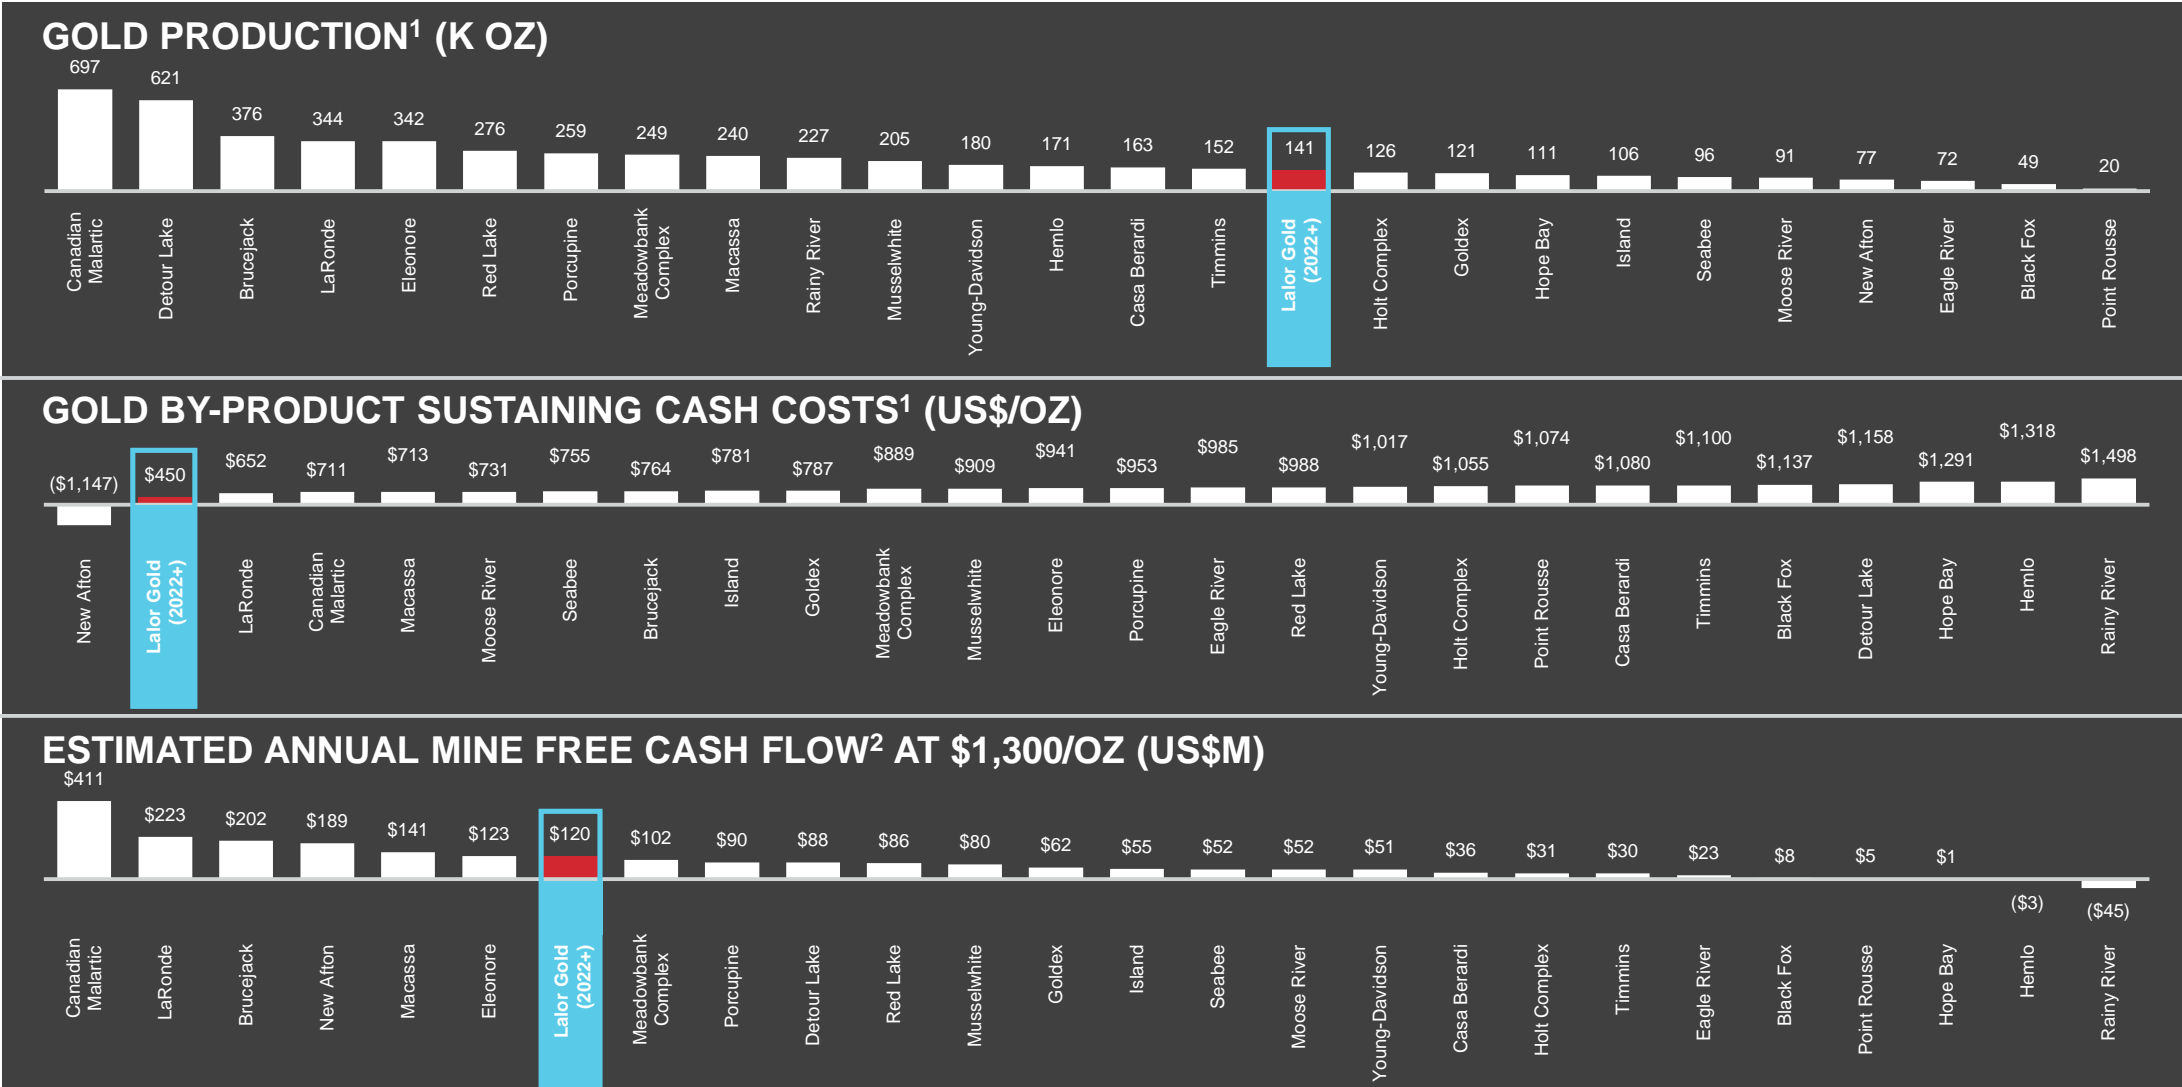 GOLD PRODUCTION¹ (K OZ)
697 621 376 344 342 276 259 249 240 227 205 180 171 163 152 141 126 121 111 106 96 91 77 72 49 20
Canadian
Malartic
Detour Lake
Brucejack
LaRonde
Eleonore
Red Lake
Porcupine
Meadowbank
Complex
Macassa
Rainy River
Musselwhite
Young-Davidson
Hemlo
Casa Berardi
Timmins
Lalor Gold
(2022+)
Holt Complex
Goldex
Hope Bay
Island
Seabee
Moose River
New Afton
Eagle River
Black Fox
Point Rousse
GOLD BY-PRODUCT SUSTAINING CASH COSTS¹ (US$/OZ)
($1,147) $450 $652 $711 $713 $731 $755 $764 $781 $787 $889 $909 $941 $953 $985 $988 $1,017 $1,055 $1,074 $1,080 $1,100 $1,137 $1,158 $1,291 $1,318 $1,498
New Afton
Lalor Gold
(2022+)
LaRonde
Canadian
Malartic
Macassa
Moose River
Seabee
Brucejack
Island
Goldex
Meadowbank
Complex
Musselwhite
Eleonore
Porcupine
Eagle River
Red Lake
Young-Davidson
Holt Complex
Point Rousse
Casa Berardi
Timmins
Black Fox
Detour Lake
Hope Bay
Hemlo
Rainy River
ESTIMATED ANNUAL MINE FREE CASH FLOW² AT $1,300/OZ (US$M)
$411 $223 $202 $189 $141 $123 $120 $102 $90 $88 $86 $80 $62 $55 $52 $52 $51 $36 $31 $30 $23 $8 $5 $1 ($3) ($45)
Canadian
Malartic
LaRonde
Brucejack
New Afton
Macassa
Eleonore
Lalor Gold
(2022+)
Meadowbank
Complex
Porcupine
Detour Lake
Red Lake
Musselwhite
Goldex
Island
Seabee
Moose River
Young-Davidson
Casa Berardi
Holt Complex
Timmins
Eagle River
Black Fox
Point Rousse
Hope Bay
Hemlo
Rainy River